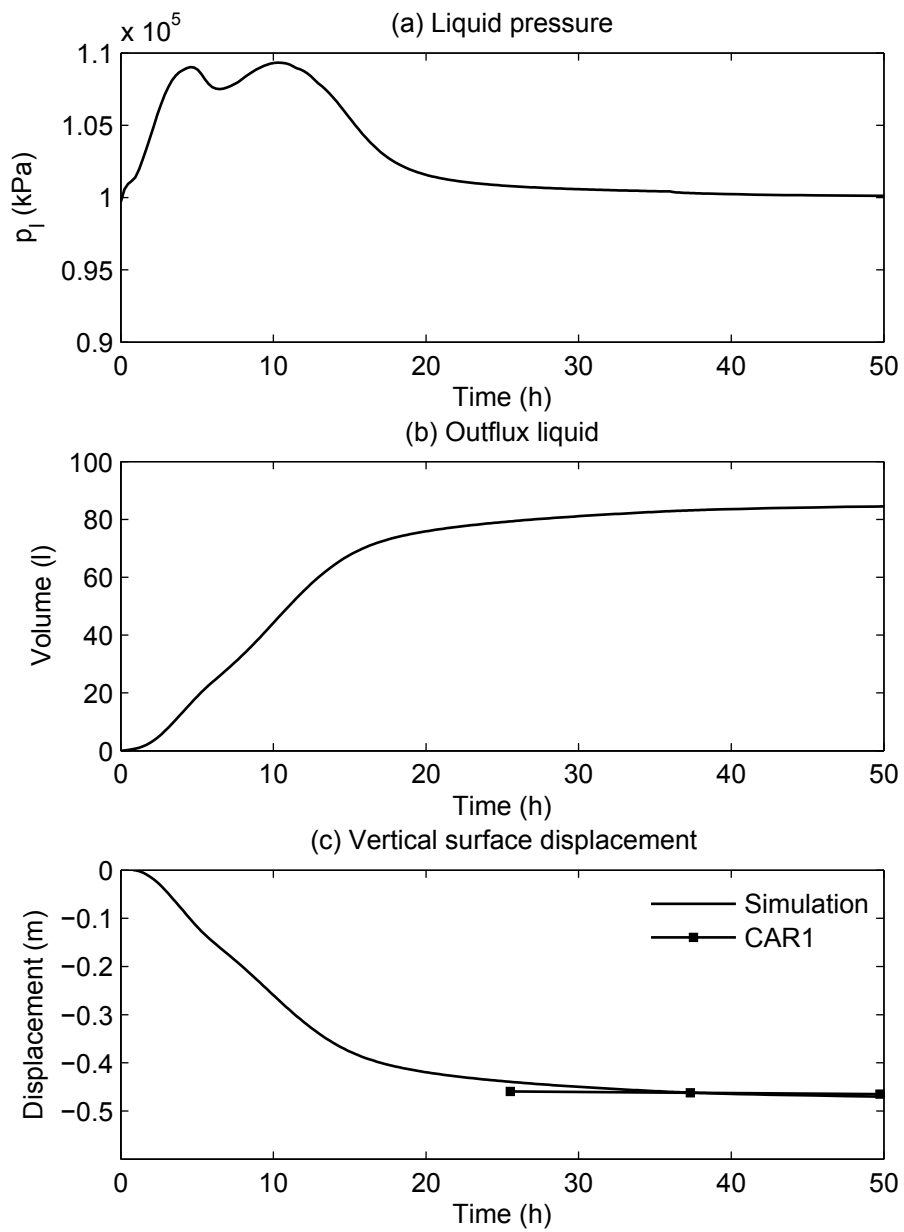 (a) Liquid pressure
x 10^5
1.1
1.05
1
0.95
0.9
p_l (kPa)
0 10 20 30 40 50
Time (h)
(b) Outflux liquid
100
80
60
40
20
0
Volume (l)
0 10 20 30 40 50
Time (h)
(c) Vertical surface displacement
0
−0.1
−0.2
−0.3
−0.4
−0.5
Displacement (m)
Simulation
CAR1
0 10 20 30 40 50
Time (h)